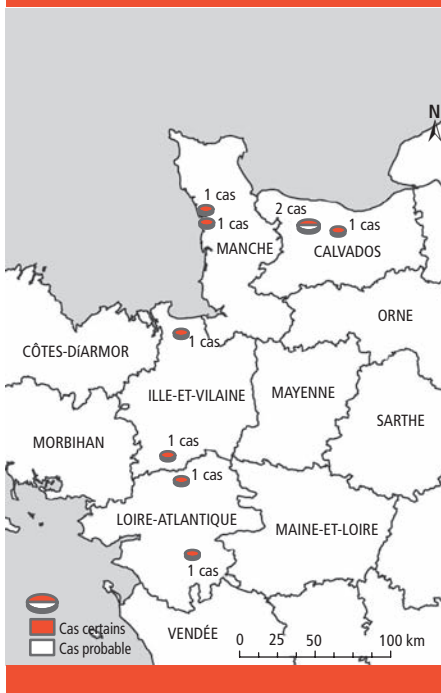 N
1 cas
1 cas
2 cas
1 cas
MANCHE
CALVADOS
ORNE
1 cas
CÔTES-DíARMOR
ILLE-ET-VILAINE
MAYENNE
SARTHE
MORBIHAN
1 cas
1 cas
LOIRE-ATLANTIQUE
MAINE-ET-LOIRE
1 cas
Cas certains
Cas probable
VENDÉE
0 25 50 100 km